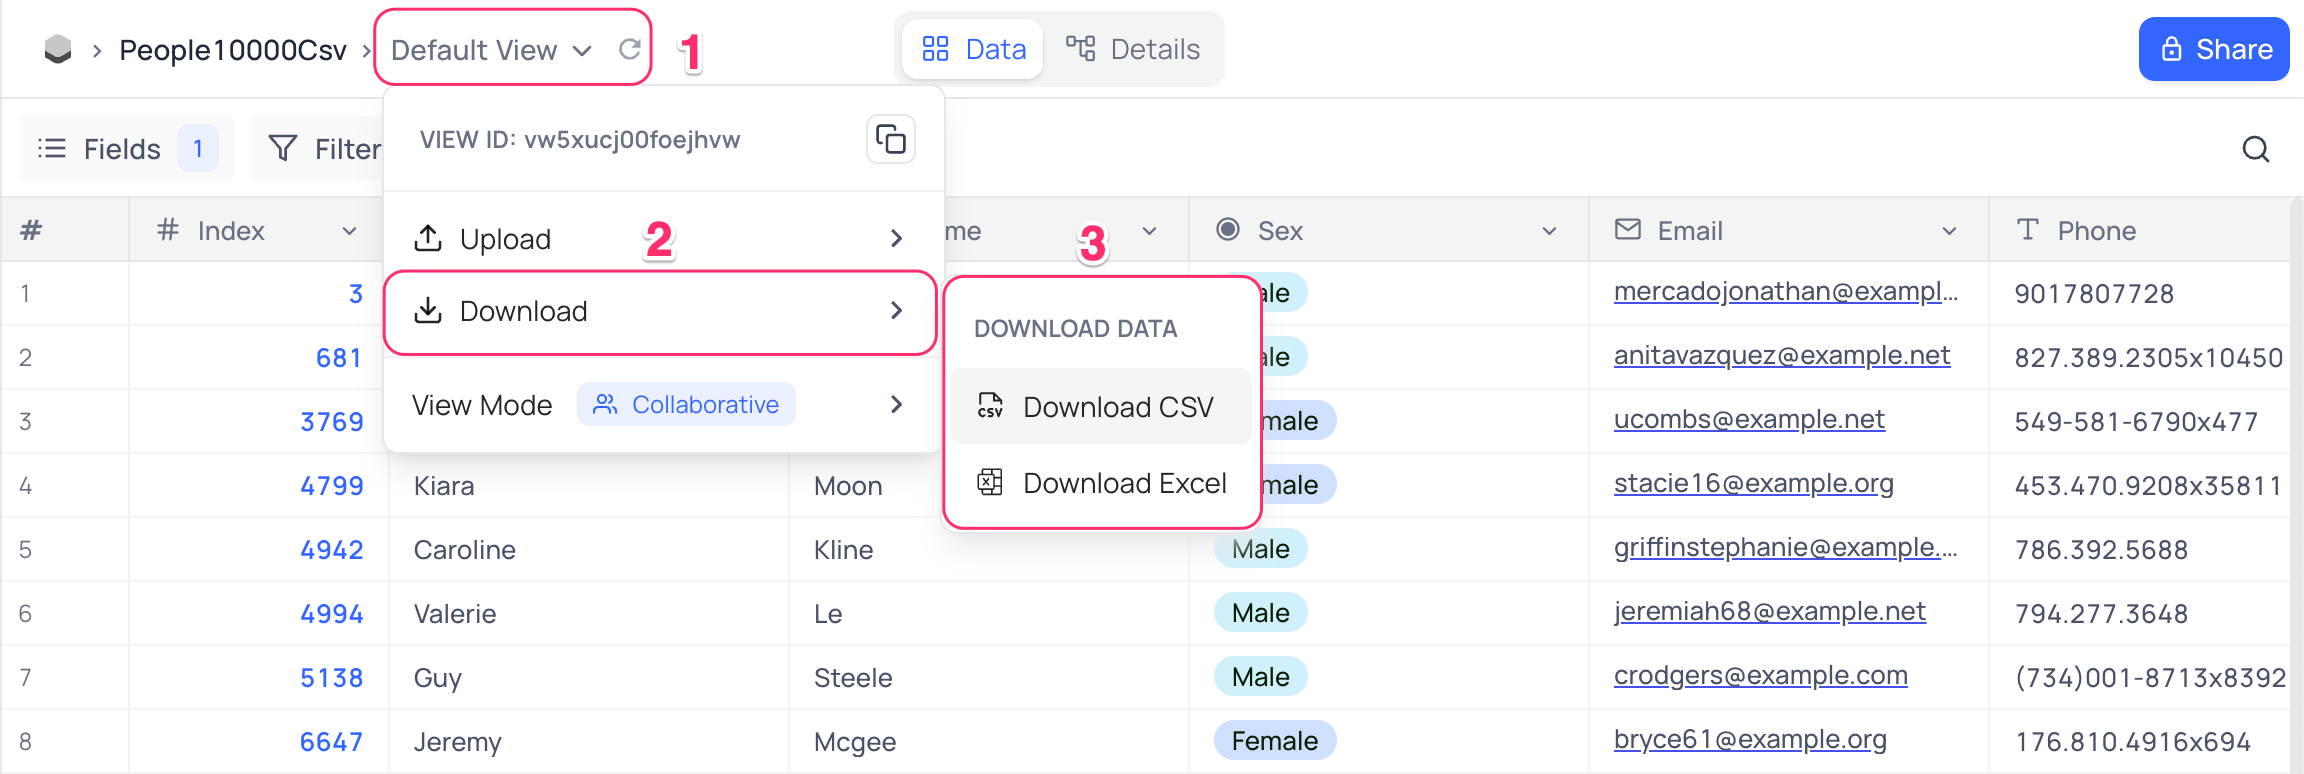 People10000Csv Default View 1 Data Details Share
Fields 1 Filter
VIEW ID: vw5xucj00foejhvw
Upload 2
Download
View Mode Collaborative
3
DOWNLOAD DATA
Download CSV
Download Excel
# # Index me Sex Email Phone
1 3 ale mercadojonathan@exampl... 9017807728
2 681 ale anitavazquez@example.net 827.389.2305x10450
3 3769 male ucombs@example.net 549-581-6790x477
4 4799 Kiara Moon male stacie16@example.org 453.470.9208x35811
5 4942 Caroline Kline Male griffinstephanie@example.... 786.392.5688
6 4994 Valerie Le Male jeremiah68@example.net 794.277.3648
7 5138 Guy Steele Male crodgers@example.com (734)001-8713x8392
8 6647 Jeremy Mcgee Female bryce61@example.org 176.810.4916x694